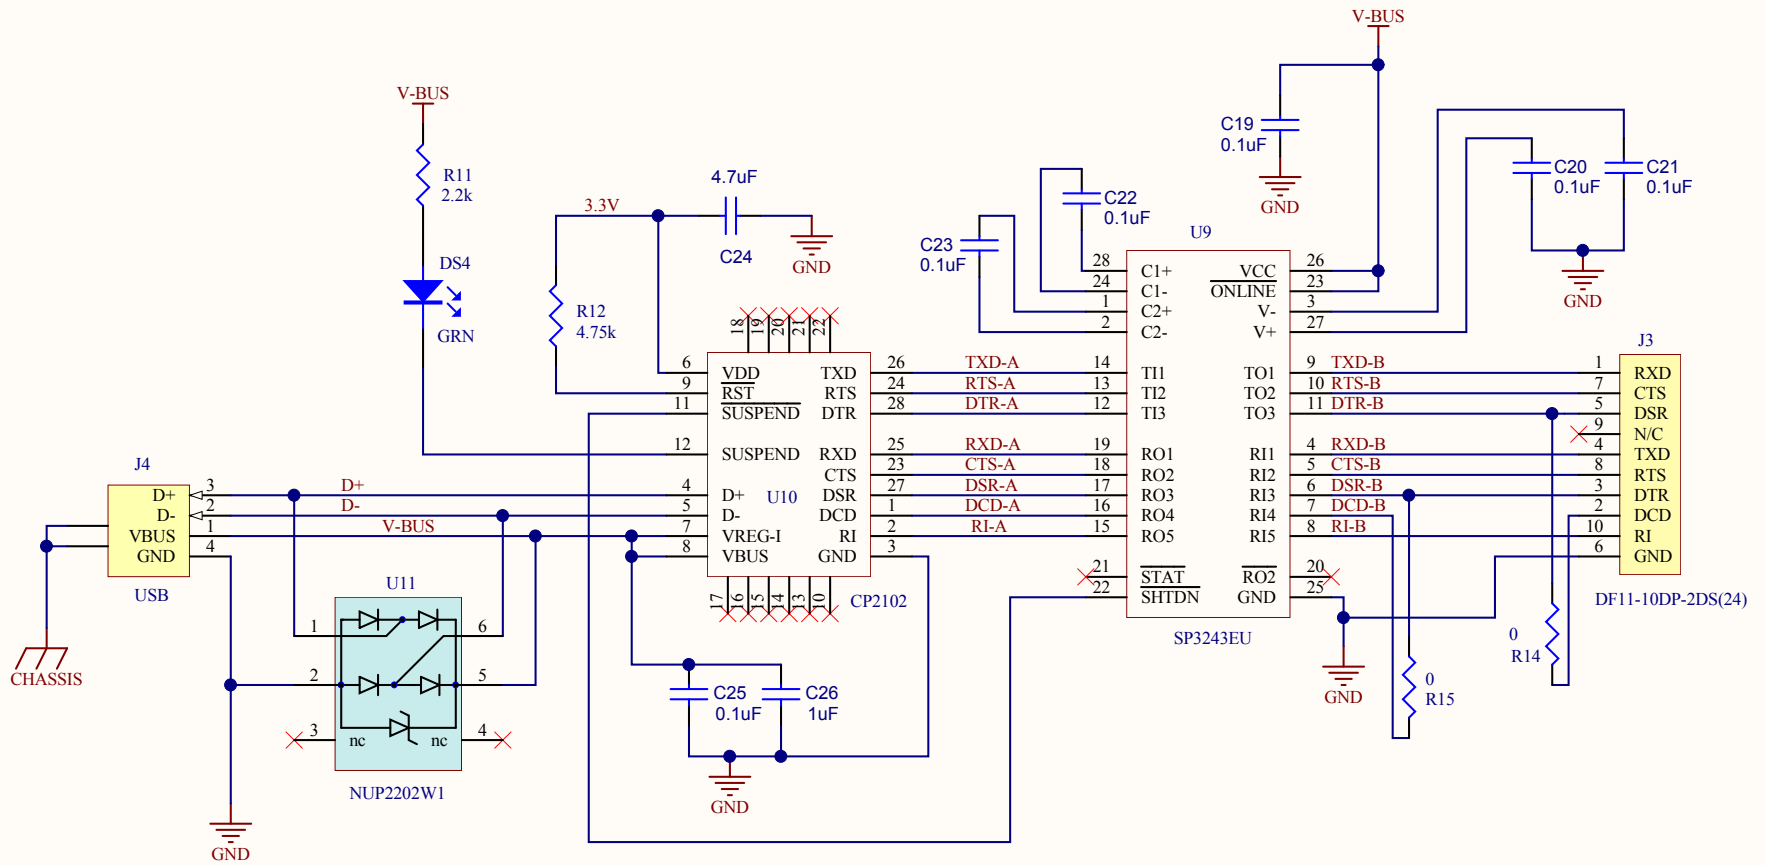 V-BUS
V-BUS
R11
2.2k
DS4
GRN
3.3V
4.7uF
C24
GND
R12
4.75k
C19
0.1uF
GND
C20
0.1uF
C21
0.1uF
GND
C22
0.1uF
C23
0.1uF
U9
28 C1+ VCC 26
24 C1- ONLINE 23
1 C2+ V- 3
2 C2- V+ 27
18 19 20 21 22
6 VDD TXD 26 TXD-A 14 TI1 TO1 9 TXD-B
9 RST RTS 24 RTS-A 13 TI2 TO2 10 RTS-B
11 SUSPEND DTR 28 DTR-A 12 TI3 TO3 11 DTR-B
12 SUSPEND RXD 25 RXD-A 19 RO1 RI1 4 RXD-B
CTS 23 CTS-A 18 RO2 RI2 5 CTS-B
4 D+ U10 DSR 27 DSR-A 17 RO3 RI3 6 DSR-B
5 D- DCD 1 DCD-A 16 RO4 RI4 7 DCD-B
7 VREG-I RI 2 RI-A 15 RO5 RI5 8 RI-B
8 VBUS GND 3
21 STAT RO2 20
22 SHTDN GND 25
17 16 15 14 13 10
CP2102
SP3243EU
GND
J3
1 RXD
7 CTS
5 DSR
9 N/C
4 TXD
8 RTS
3 DTR
2 DCD
10 RI
6 GND
DF11-10DP-2DS(24)
0
R14
0
R15
J4
D+ 3 D+
D- 2 D-
VBUS 1 V-BUS
GND 4
USB
CHASSIS
GND
U11
1 6
2 5
3 nc nc 4
NUP2202W1
C25
0.1uF
C26
1uF
GND